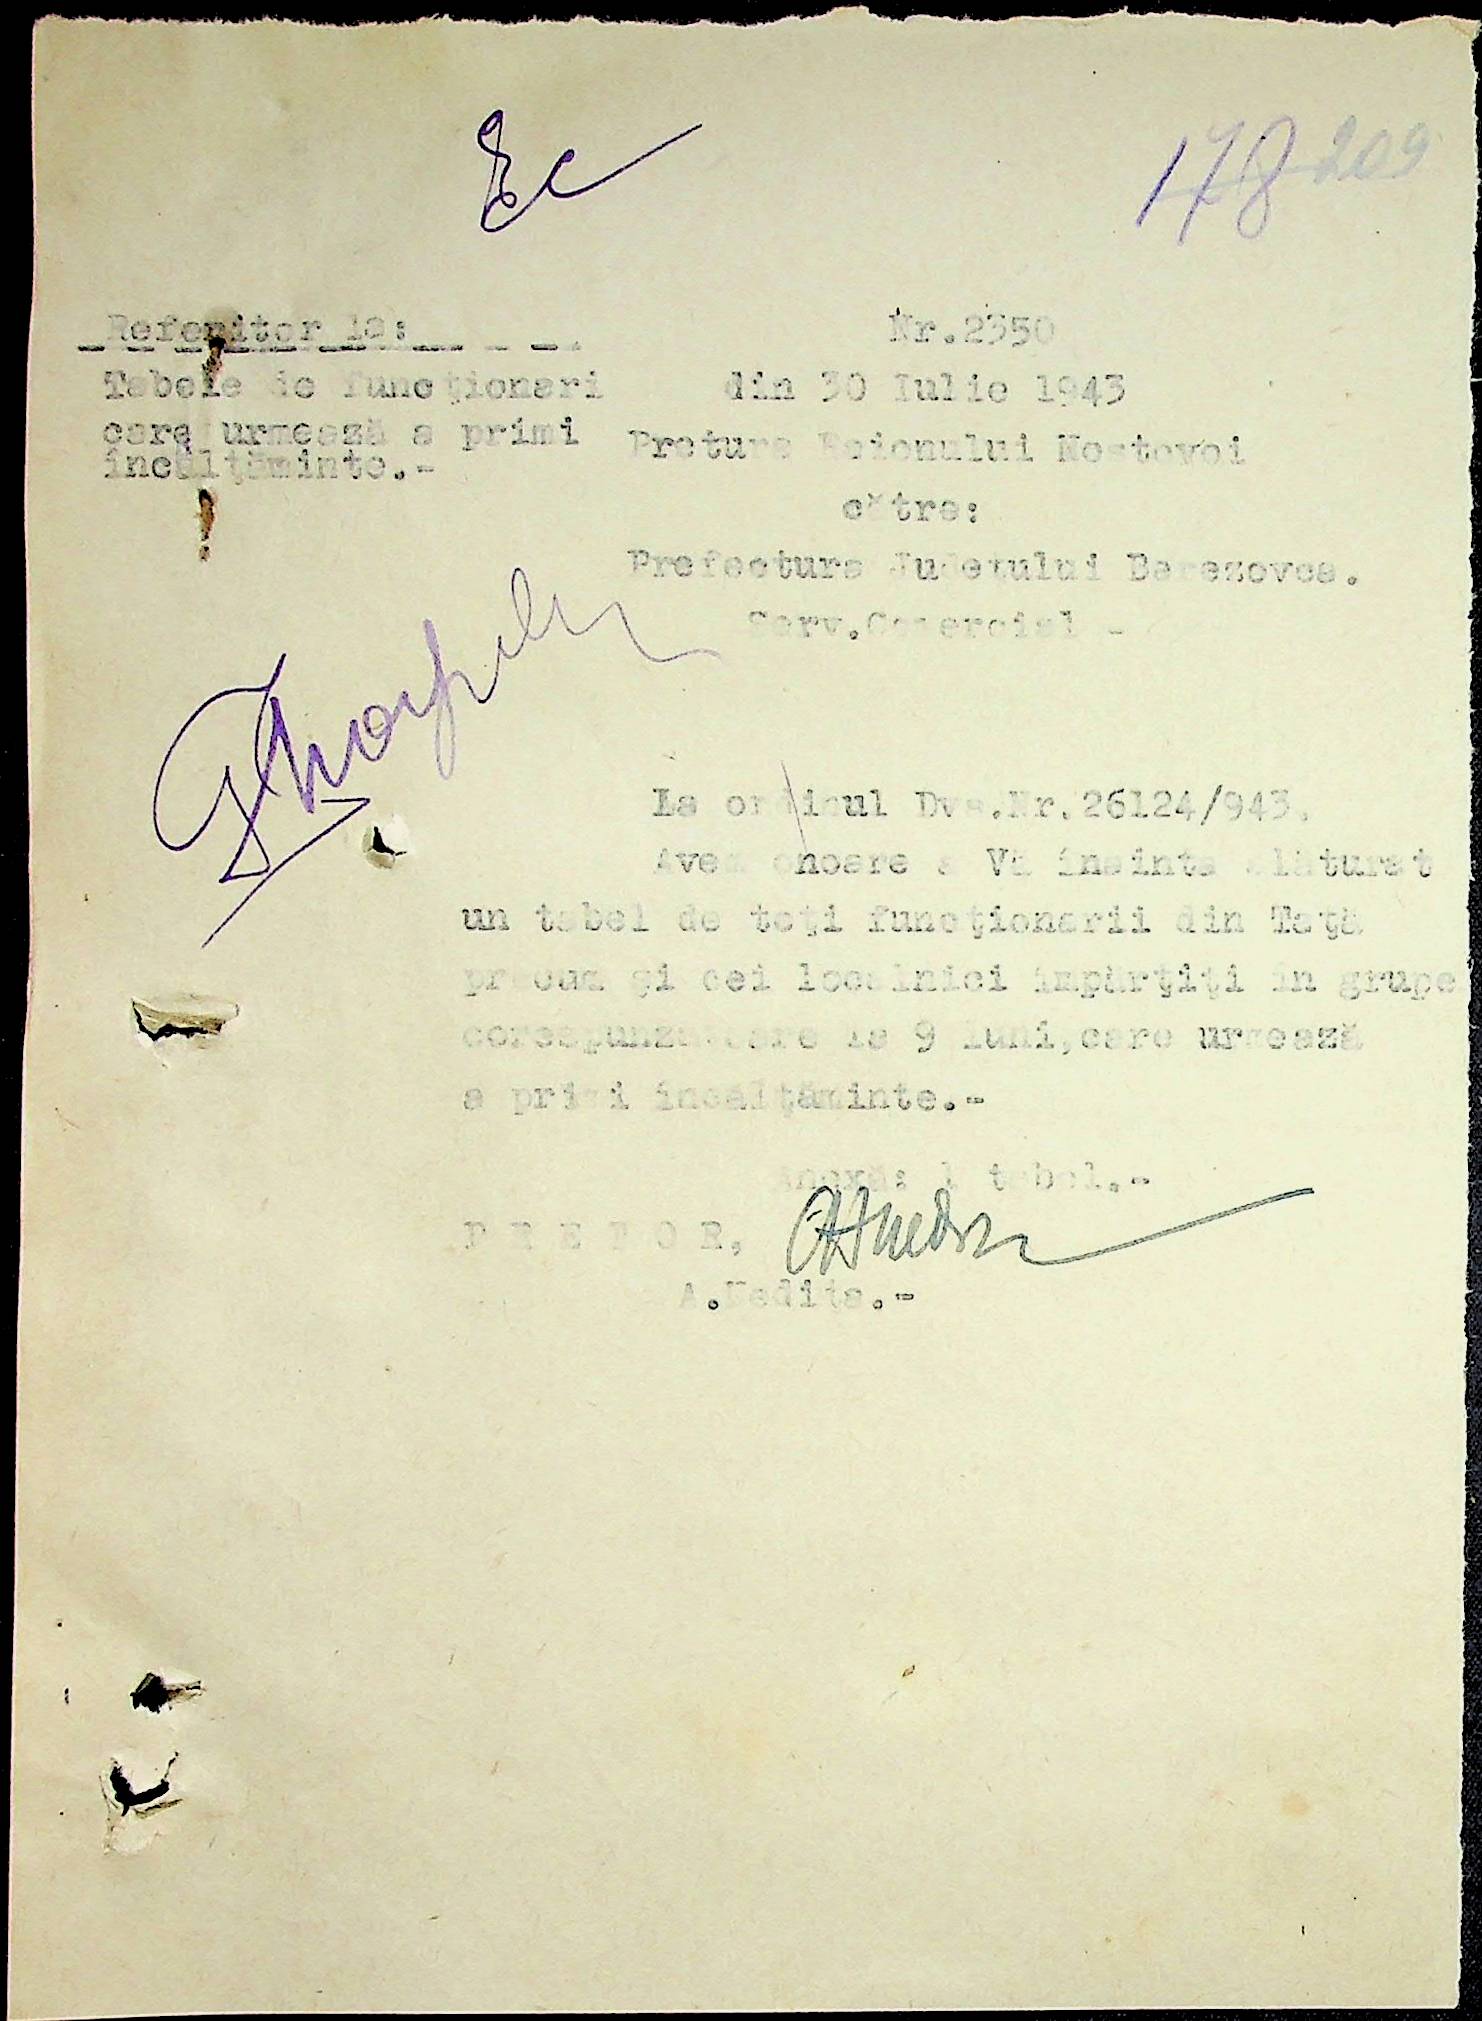 Ec
178 209
Referitor la:
Tabele de funcţionari
care urmează a primi
încălţăminte.-
Nr.2350
din 30 Iulie 1943
Pretura Raionului Mostovoi
către:
Prefectura Judeţului Berezovca.
Serv.Comercial -
La ordinul Dvs.Nr.26124/943.
Avem onoare a Vă înainta alăturat
un tabel de toţi funcţionarii din Ţaţă
precum şi cei localnici împărţiţi în grupe
corespunzătoare la 9 luni,care urmează
a primi încălţăminte.-
Anexă: 1 tabel.-
P R E T O R,
A.Nedita.-